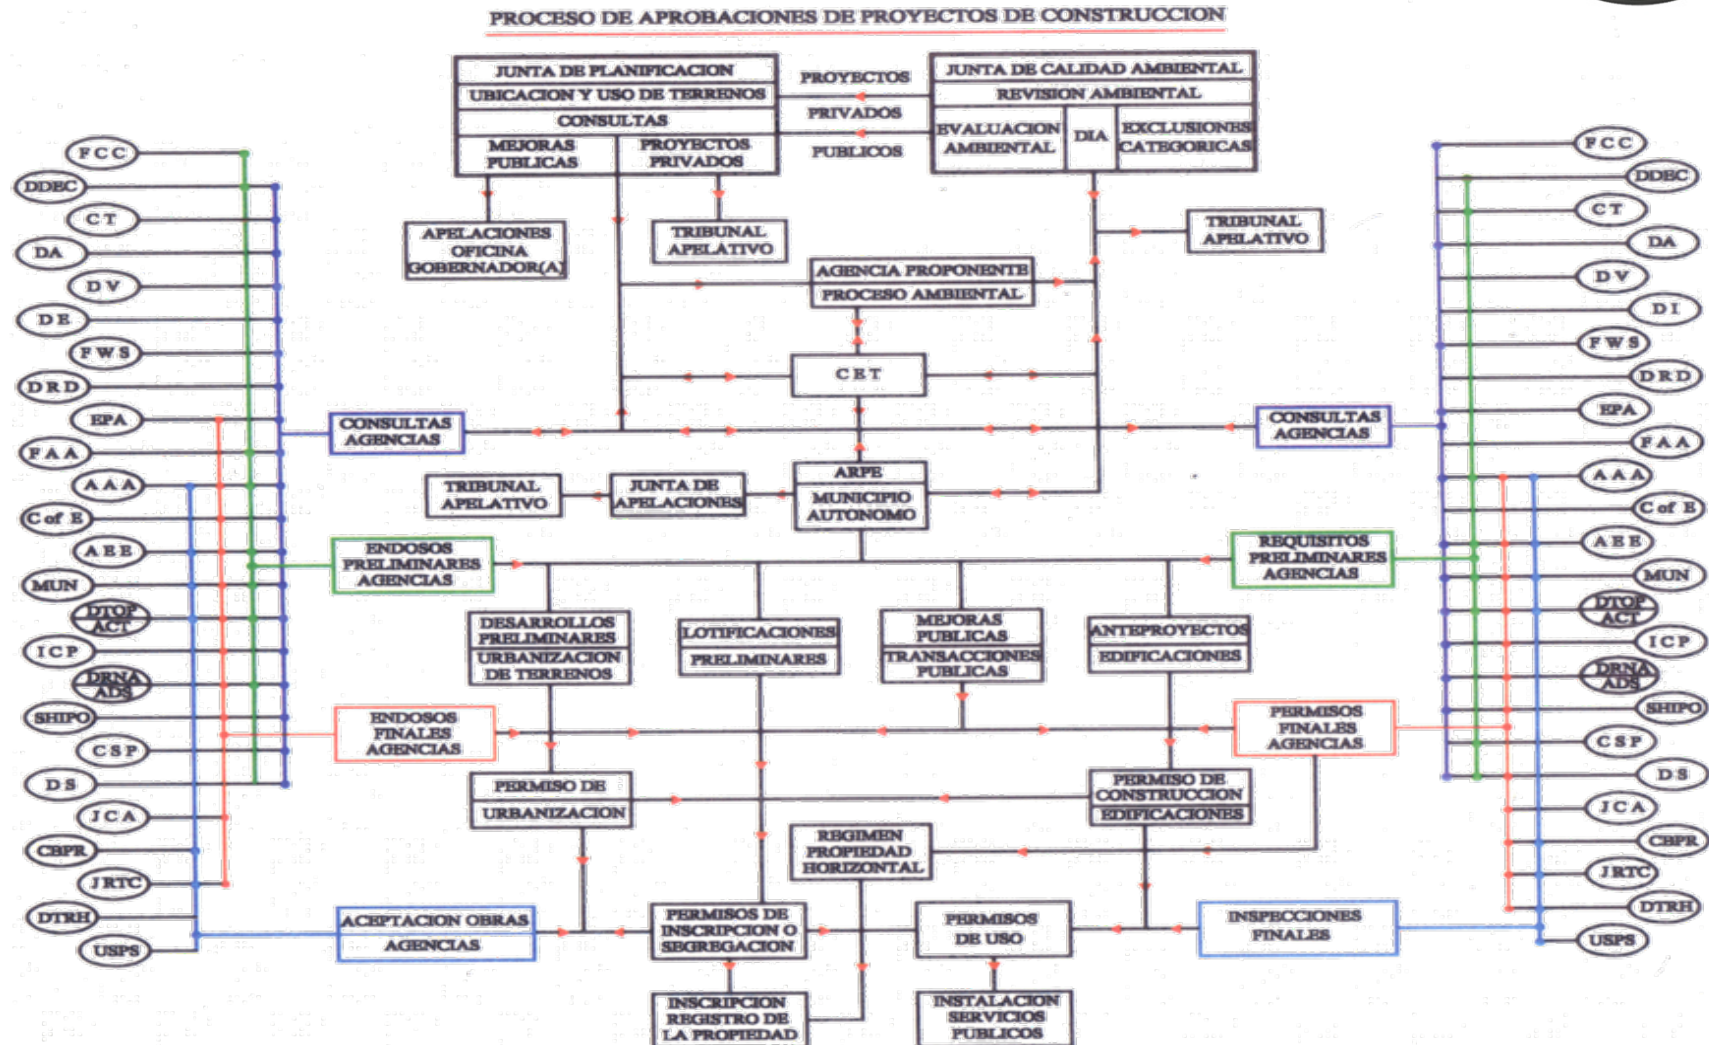 PROCESO DE APROBACIONES DE PROYECTOS DE CONSTRUCCION
JUNTA DE PLANIFICACION
UBICACION Y USO DE TERRENOS
CONSULTAS
MEJORAS
PUBLICAS
PROYECTOS
PRIVADOS
PROYECTOS
PRIVADOS
PUBLICOS
JUNTA DE CALIDAD AMBIENTAL
REVISION AMBIENTAL
EVALUACION
AMBIENTAL
DIA
EXCLUSIONES
CATEGORICAS
APELACIONES
OFICINA
GOBERNADOR(A)
TRIBUNAL
APELATIVO
TRIBUNAL
APELATIVO
AGENCIA PROPONENTE
PROCESO AMBIENTAL
CET
CONSULTAS
AGENCIAS
CONSULTAS
AGENCIAS
TRIBUNAL
APELATIVO
JUNTA DE
APELACIONES
ARPE
MUNICIPIO
AUTONOMO
ENDOSOS
PRELIMINARES
AGENCIAS
REQUISITOS
PRELIMINARES
AGENCIAS
DESARROLLOS
PRELIMINARES
URBANIZACION
DE TERRENOS
LOTIFICACIONES
PRELIMINARES
MEJORAS
PUBLICAS
TRANSACCIONES
PUBLICAS
ANTEPROYECTOS
EDIFICACIONES
ENDOSOS
FINALES
AGENCIAS
PERMISOS
FINALES
AGENCIAS
PERMISO DE
URBANIZACION
PERMISO DE
CONSTRUCCION
EDIFICACIONES
REGIMEN
PROPIEDAD
HORIZONTAL
ACEPTACION OBRAS
AGENCIAS
PERMISOS DE
INSCRIPCION O
SEGREGACION
PERMISOS
DE USO
INSPECCIONES
FINALES
INSCRIPCION
REGISTRO DE
LA PROPIEDAD
INSTALACION
SERVICIOS
PUBLICOS
FCC
DDEC
CT
DA
DV
DE
FWS
DRD
EPA
FAA
AAA
C of E
AEE
MUN
DTOP
ACT
ICP
DRNA
ADS
SHIPO
CSP
DS
JCA
CBPR
JRTC
DTRH
USPS
FCC
DDEC
CT
DA
DV
DI
FWS
DRD
EPA
FAA
AAA
C of E
AEE
MUN
DTOP
ACT
ICP
DRNA
ADS
SHIPO
CSP
DS
JCA
CBPR
JRTC
DTRH
USPS